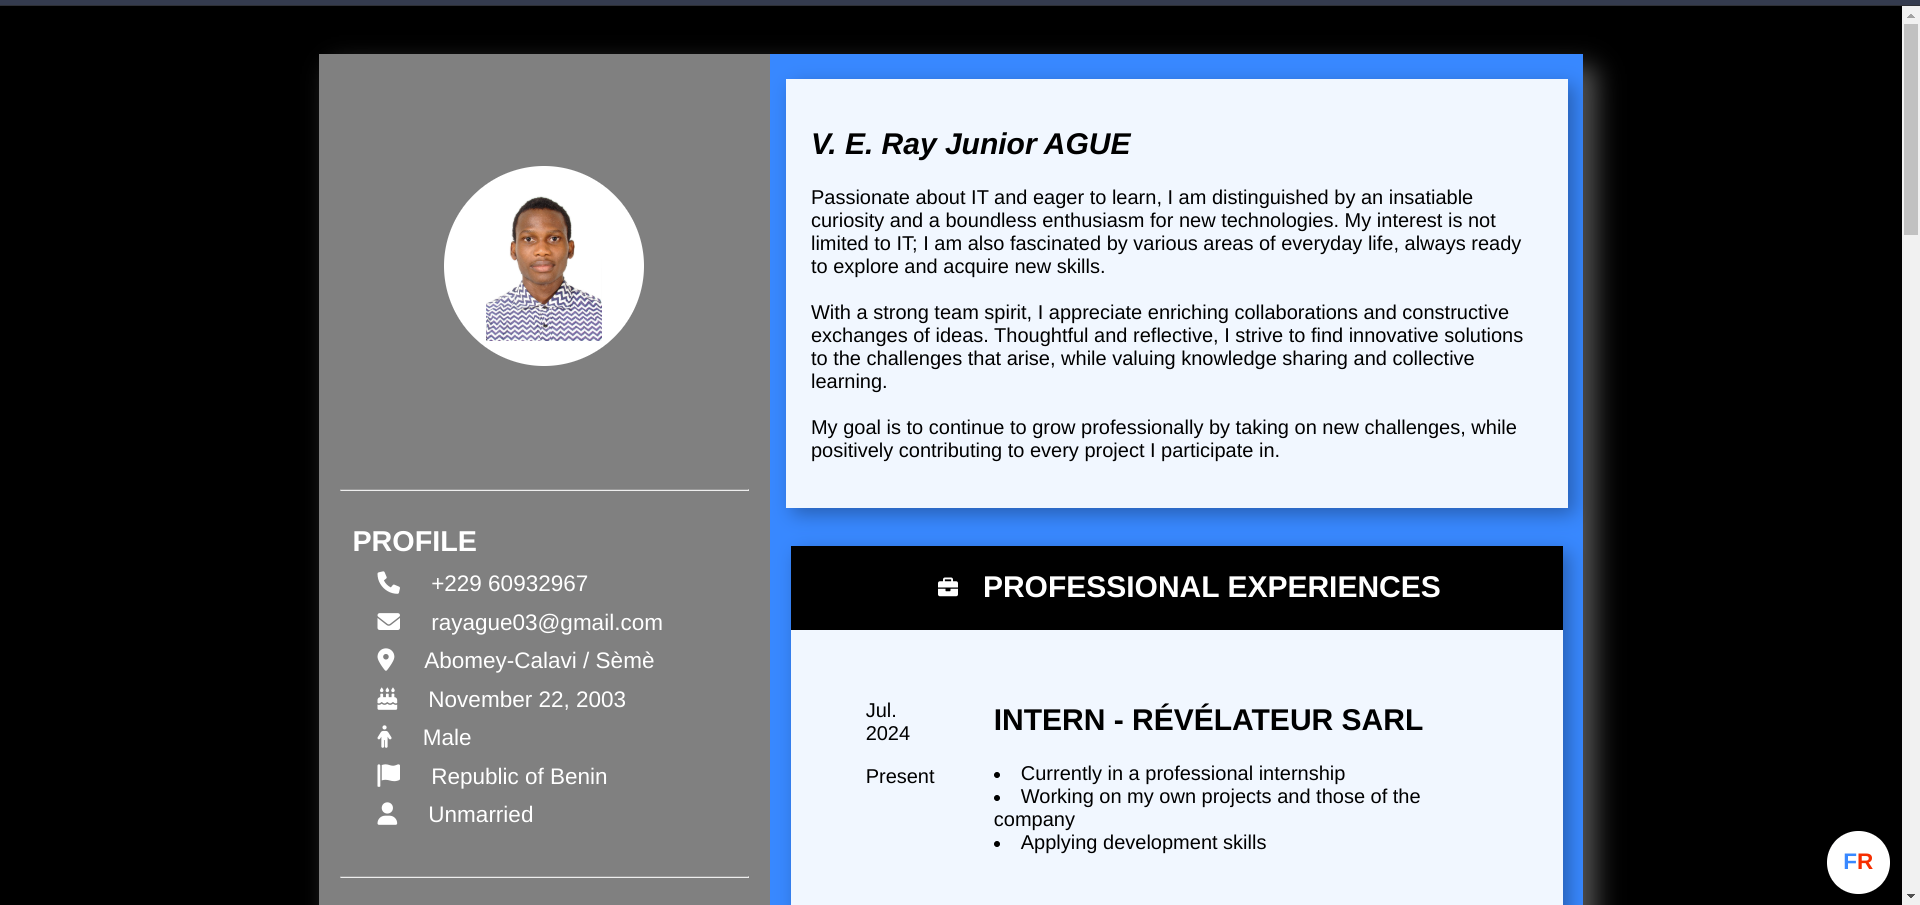 V. E. Ray Junior AGUE
Passionate about IT and eager to learn, I am distinguished by an insatiable
curiosity and a boundless enthusiasm for new technologies. My interest is not
limited to IT; I am also fascinated by various areas of everyday life, always ready
to explore and acquire new skills.
With a strong team spirit, I appreciate enriching collaborations and constructive
exchanges of ideas. Thoughtful and reflective, I strive to find innovative solutions
to the challenges that arise, while valuing knowledge sharing and collective
learning.
My goal is to continue to grow professionally by taking on new challenges, while
positively contributing to every project I participate in.
PROFILE
+229 60932967
rayague03@gmail.com
Abomey-Calavi / Sèmè
November 22, 2003
Male
Republic of Benin
Unmarried
PROFESSIONAL EXPERIENCES
Jul.
2024
Present
INTERN - RÉVÉLATEUR SARL
• Currently in a professional internship
• Working on my own projects and those of the
company
• Applying development skills
FR